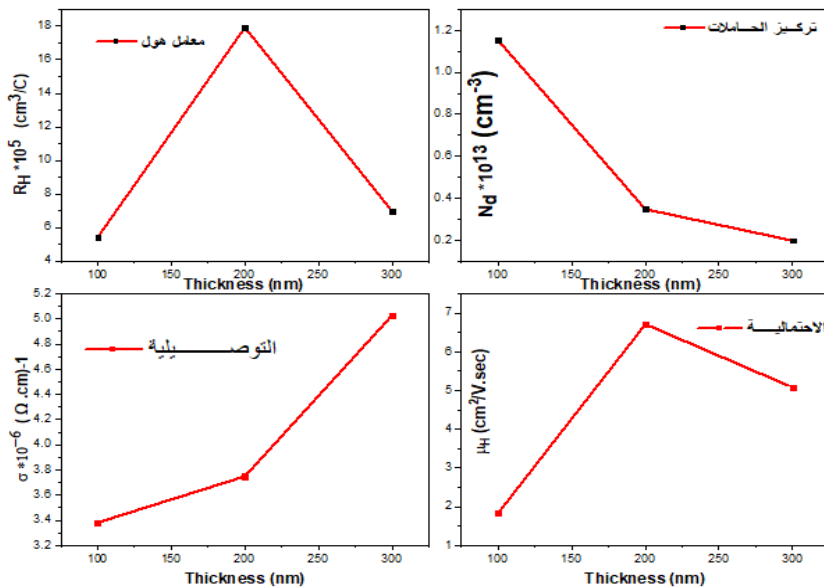 R_H *10^5 (cm^3/C)
18
16
14
12
10
8
6
4
معامل هول
100 150 200 250 300
Thickness (nm)
N_d *10^13 (cm^-3)
1.2
1.0
0.8
0.6
0.4
0.2
تركـــيز الحـــاملات
100 150 200 250 300
Thickness (nm)
σ *10^-6 ( Ω .cm)-1
5.2
5.0
4.8
4.6
4.4
4.2
4.0
3.8
3.6
3.4
3.2
التوصـــــــــيلية
100 150 200 250 300
Thickness (nm)
μ_H (cm^2/V.sec)
7
6
5
4
3
2
1
الاحتماليـــــة
100 150 200 250 300
Thickness (nm)